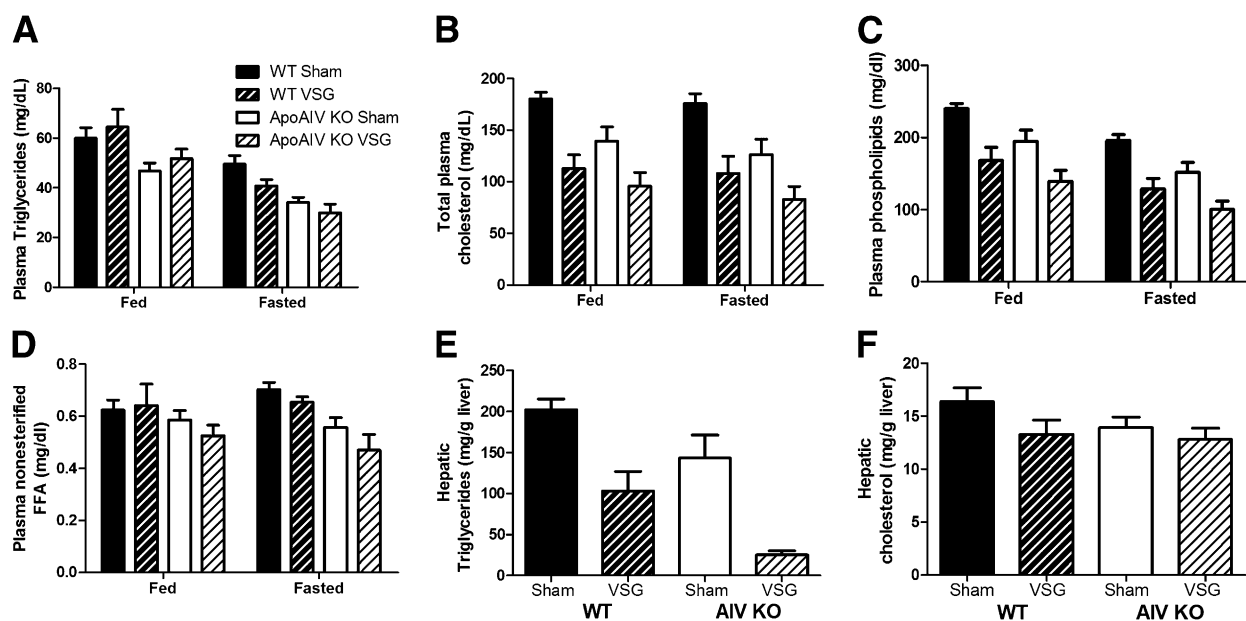 A
Plasma Triglycerides (mg/dL)
80
60
40
20
0
Fed
Fasted
WT Sham
WT VSG
ApoAIV KO Sham
ApoAIV KO VSG
B
Total plasma
cholesterol (mg/dL)
200
150
100
50
0
Fed
Fasted
C
Plasma phospholipids (mg/dl)
300
200
100
0
Fed
Fasted
D
Plasma nonesterified
FFA (mg/dl)
0.8
0.6
0.4
0.2
0.0
Fed
Fasted
E
Hepatic
Triglycerides (mg/g liver)
250
200
150
100
50
0
Sham
VSG
Sham
VSG
WT
AIV KO
F
Hepatic
cholesterol (mg/g liver)
20
15
10
5
0
Sham
VSG
Sham
VSG
WT
AIV KO